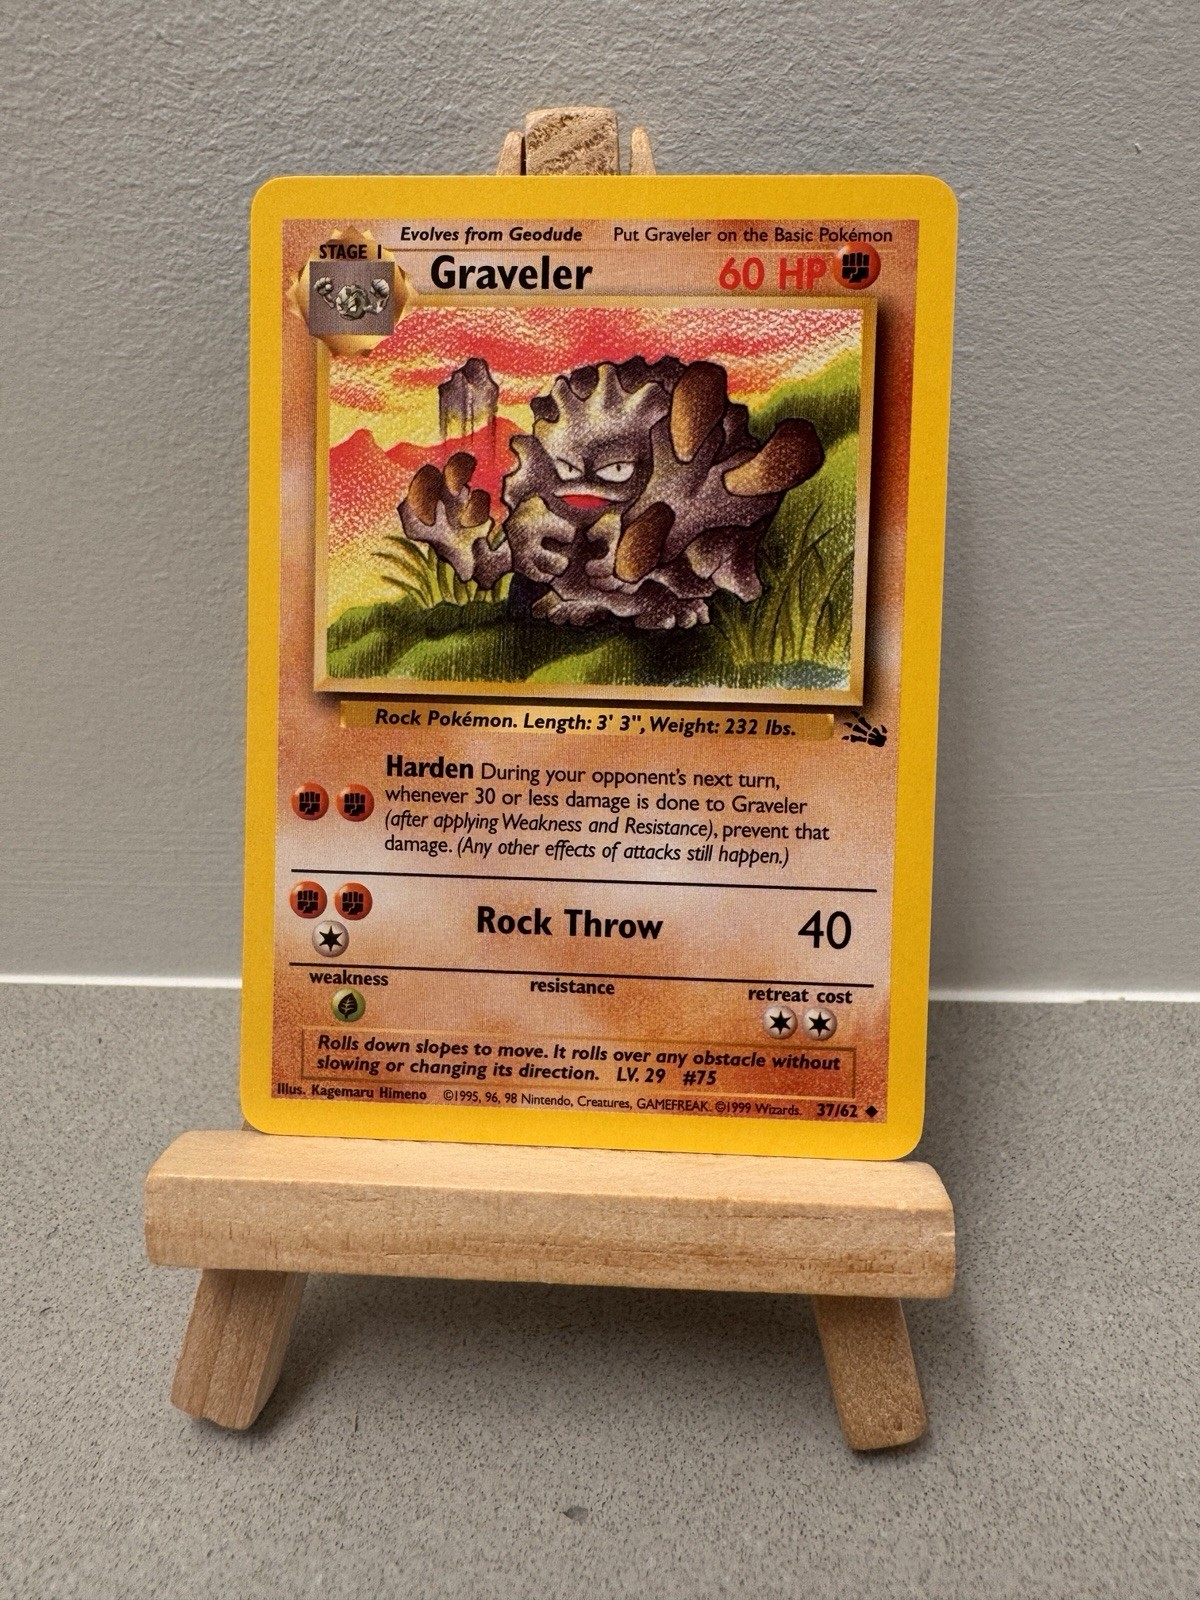 Evolves from Geodude Put Graveler on the Basic Pokémon
STAGE 1
Graveler 60 HP
Rock Pokémon. Length: 3' 3", Weight: 232 lbs.
Harden During your opponent's next turn,
whenever 30 or less damage is done to Graveler
(after applying Weakness and Resistance), prevent that
damage. (Any other effects of attacks still happen.)
Rock Throw 40
weakness resistance retreat cost
Rolls down slopes to move. It rolls over any obstacle without
slowing or changing its direction. LV. 29 #75
Illus. Kagemaru Himeno ©1995, 96, 98 Nintendo, Creatures, GAMEFREAK. ©1999 Wizards. 37/62